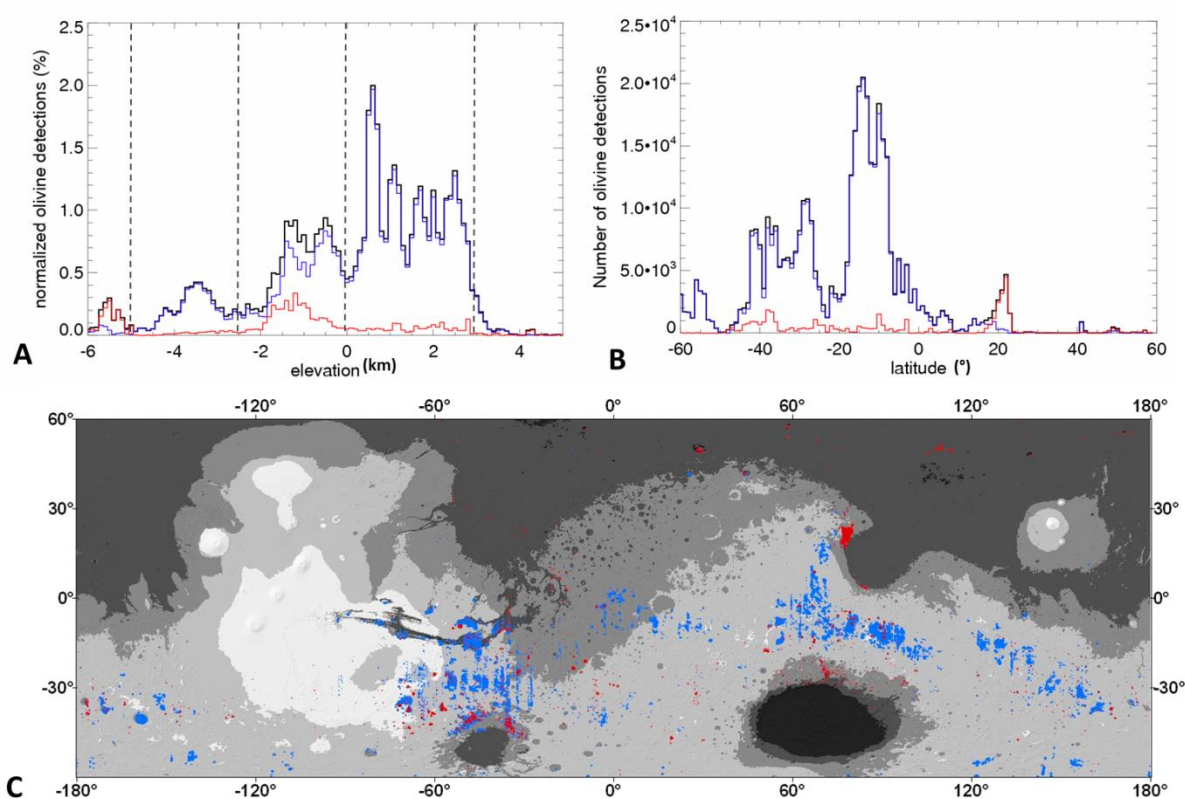 2.5
2.0
1.5
1.0
0.5
0.0
normalized olivine detections (%)
-6 -4 -2 0 2 4
elevation (km)
A
2.5•10⁴
2.0•10⁴
1.5•10⁴
1.0•10⁴
5.0•10³
0
Number of olivine detections
-60 -40 -20 0 20 40 60
latitude (°)
B
-120° -60° 0° 60° 120° 180°
60°
30° 30°
0° 0°
-30° -30°
-180° -120° -60° 0° 60° 120° 180°
C